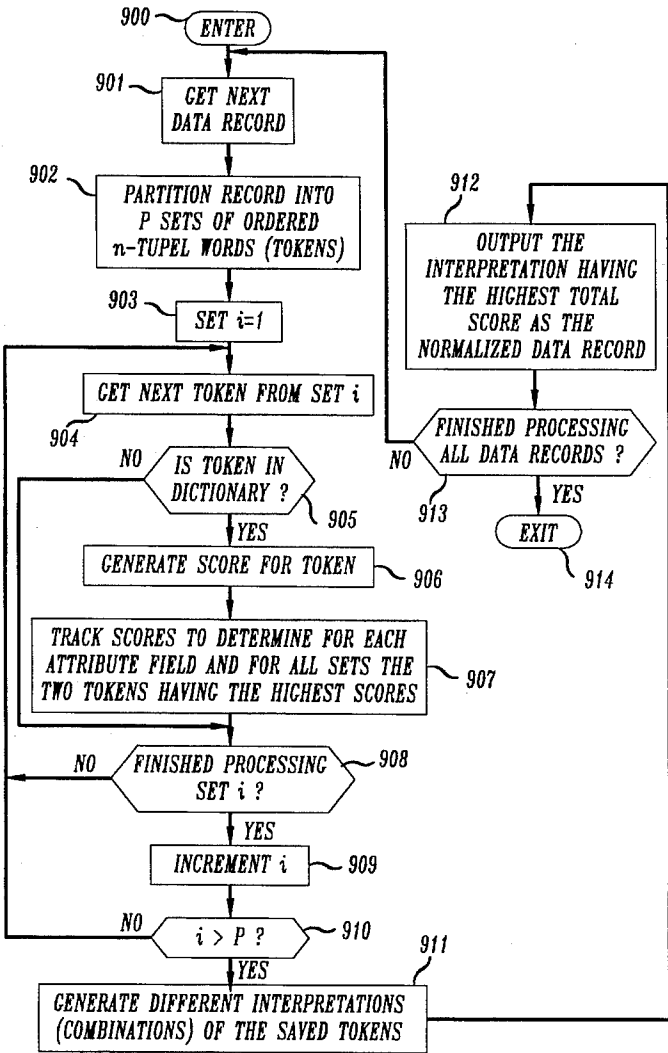 900
ENTER
901
GET NEXT
DATA RECORD
902
PARTITION RECORD INTO
P SETS OF ORDERED
n-TUPEL WORDS (TOKENS)
903
SET i=1
GET NEXT TOKEN FROM SET i
904
NO
IS TOKEN IN
DICTIONARY ?
905
YES
GENERATE SCORE FOR TOKEN
906
TRACK SCORES TO DETERMINE FOR EACH
ATTRIBUTE FIELD AND FOR ALL SETS THE
TWO TOKENS HAVING THE HIGHEST SCORES
907
NO
FINISHED PROCESSING
SET i ?
908
YES
INCREMENT i
909
NO
i > P ?
910
YES
911
GENERATE DIFFERENT INTERPRETATIONS
(COMBINATIONS) OF THE SAVED TOKENS
912
OUTPUT THE
INTERPRETATION HAVING
THE HIGHEST TOTAL
SCORE AS THE
NORMALIZED DATA RECORD
FINISHED PROCESSING
ALL DATA RECORDS ?
NO
913
YES
EXIT
914